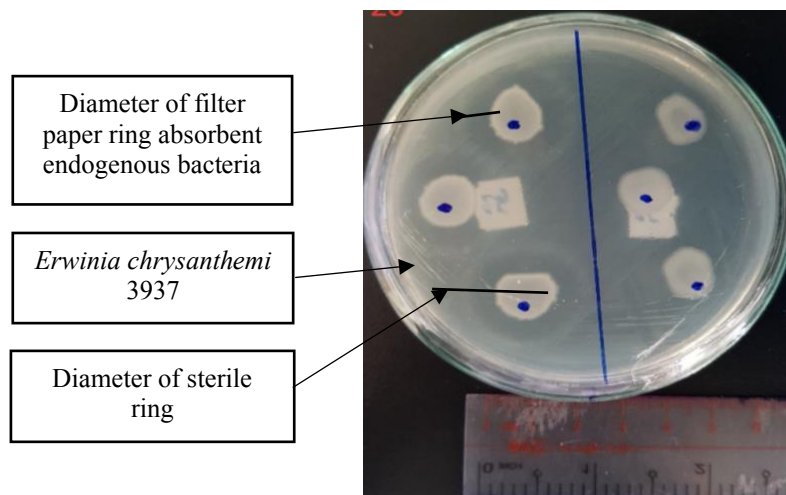 Diameter of filter
paper ring absorbent
endogenous bacteria
Erwinia chrysanthemi
3937
Diameter of sterile
ring